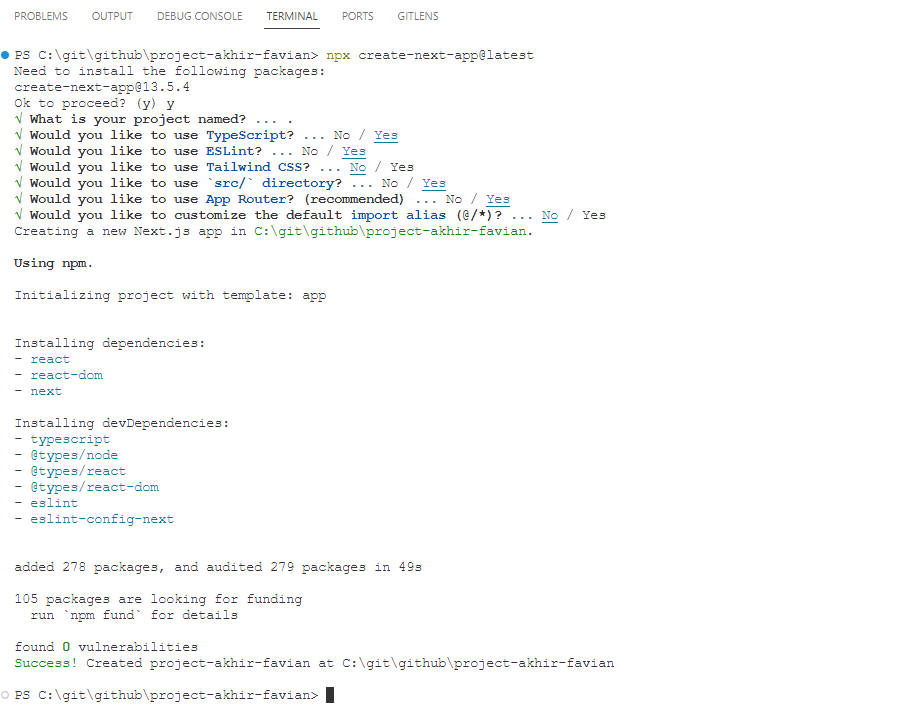 PROBLEMS OUTPUT DEBUG CONSOLE TERMINAL PORTS GITLENS
PS C:\git\github\project-akhir-favian> npx create-next-app@latest
Need to install the following packages:
create-next-app@13.5.4
Ok to proceed? (y) y
√ What is your project named? ... .
√ Would you like to use TypeScript? ... No / Yes
√ Would you like to use ESLint? ... No / Yes
√ Would you like to use Tailwind CSS? ... No / Yes
√ Would you like to use `src/` directory? ... No / Yes
√ Would you like to use App Router? (recommended) ... No / Yes
√ Would you like to customize the default import alias (@/*)? ... No / Yes
Creating a new Next.js app in C:\git\github\project-akhir-favian.
Using npm.
Initializing project with template: app
Installing dependencies:
- react
- react-dom
- next
Installing devDependencies:
- typescript
- @types/node
- @types/react
- @types/react-dom
- eslint
- eslint-config-next
added 278 packages, and audited 279 packages in 49s
105 packages are looking for funding
run `npm fund` for details
found 0 vulnerabilities
Success! Created project-akhir-favian at C:\git\github\project-akhir-favian
PS C:\git\github\project-akhir-favian>